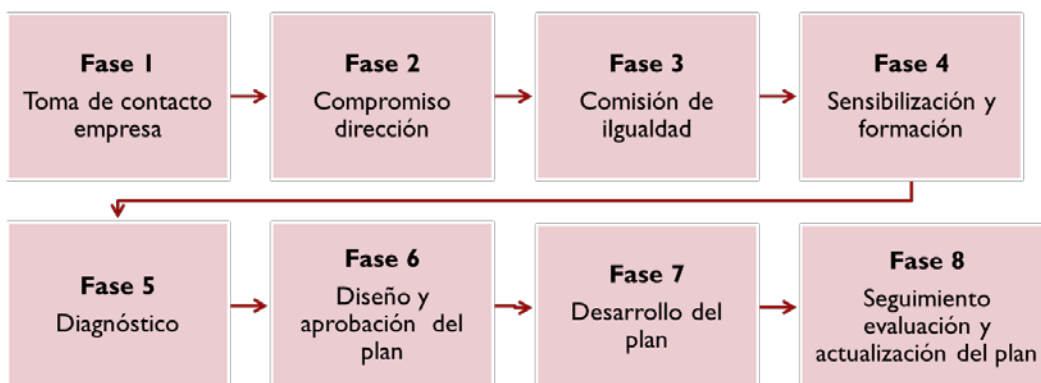 Fase 1
Toma de contacto
empresa
Fase 2
Compromiso
dirección
Fase 3
Comisión de
ilgualdad
Fase 4
Sensibilización y
formación
Fase 5
Diagnóstico
Fase 6
Diseño y
aprobación del
plan
Fase 7
Desarrollo del
plan
Fase 8
Seguimiento
evaluación y
actualización del plan